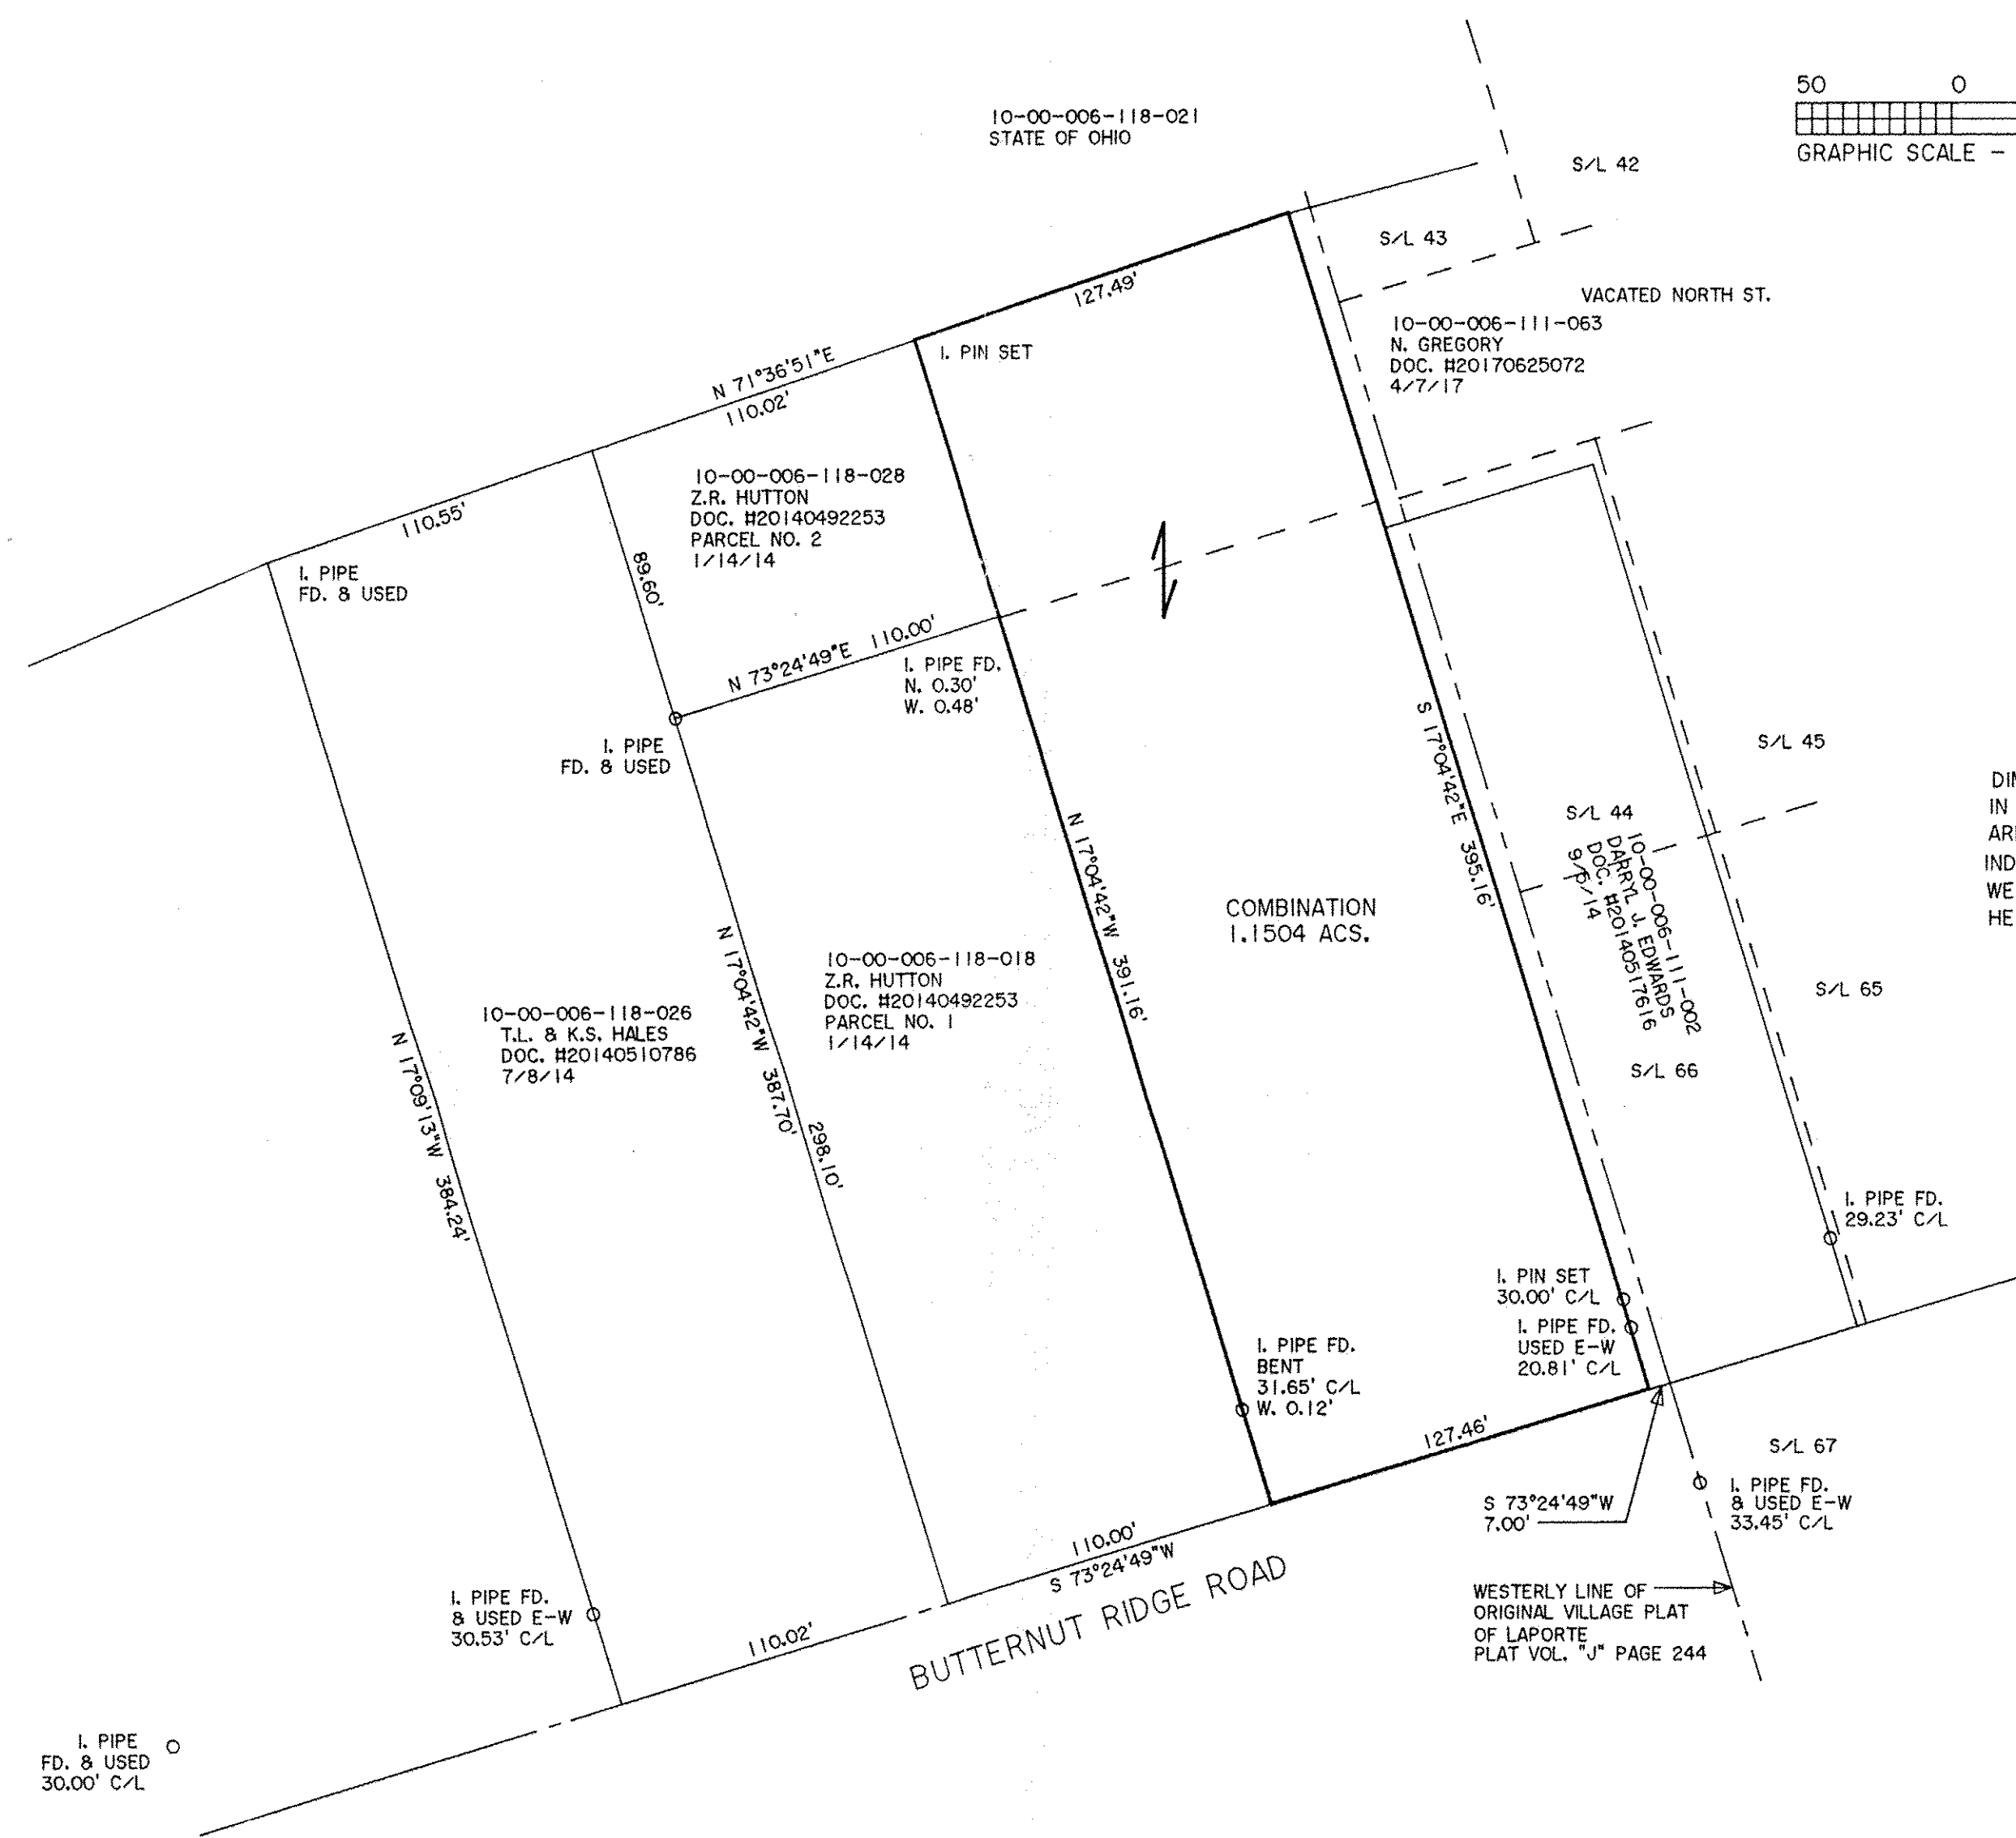 50 0
GRAPHIC SCALE -
10-00-006-118-021
STATE OF OHIO
S/L 42
S/L 43
VACATED NORTH ST.
10-00-006-111-063
N. GREGORY
DOC. #20170625072
4/7/17
127.49'
I. PIN SET
N 71°36'51"E
110.02'
110.55'
10-00-006-118-028
Z.R. HUTTON
DOC. #20140492253
PARCEL NO. 2
1/14/14
I. PIPE
FD. & USED
89.60'
N 73°24'49"E 110.00'
I. PIPE FD.
N. 0.30'
W. 0.48'
I. PIPE
FD. & USED
S 17°04'42"E 395.16'
S/L 45
S/L 44
10-00-006-111-002
DARRYL J. EDWARDS
DOC. #20140517616
9/5/14
DIM
IN
ARE
IND
WE
HE
N 17°04'42"W 391.16'
COMBINATION
1.1504 ACS.
S/L 65
S/L 66
N 17°04'42"W 387.70'
298.10'
10-00-006-118-018
Z.R. HUTTON
DOC. #20140492253
PARCEL NO. 1
1/14/14
10-00-006-118-026
T.L. & K.S. HALES
DOC. #20140510786
7/8/14
N 17°09'13"W 384.24'
I. PIPE FD.
29.23' C/L
I. PIN SET
30.00' C/L
I. PIPE FD.
USED E-W
20.81' C/L
I. PIPE FD.
BENT
31.65' C/L
W. 0.12'
127.46'
S/L 67
I. PIPE FD.
& USED E-W
33.45' C/L
S 73°24'49"W
7.00'
110.00'
S 73°24'49"W
BUTTERNUT RIDGE ROAD
WESTERLY LINE OF
ORIGINAL VILLAGE PLAT
OF LAPORTE
PLAT VOL. "J" PAGE 244
I. PIPE FD.
& USED E-W
30.53' C/L
110.02'
I. PIPE
FD. & USED
30.00' C/L